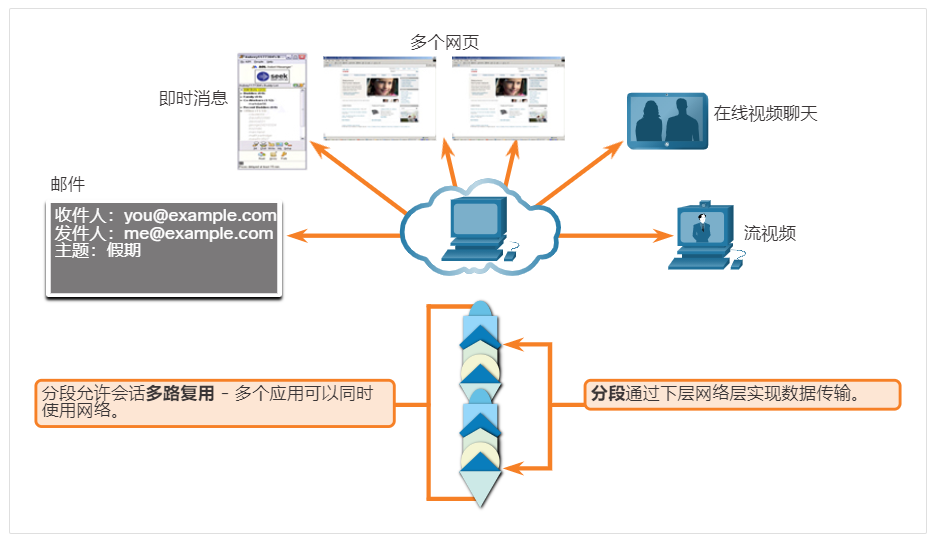 多个网页
即时消息
在线视频聊天
邮件
收件人：you@example.com
发件人：me@example.com
主题：假期
流视频
分段允许会话多路复用 - 多个应用可以同时
使用网络。
分段通过下层网络层实现数据传输。
seek